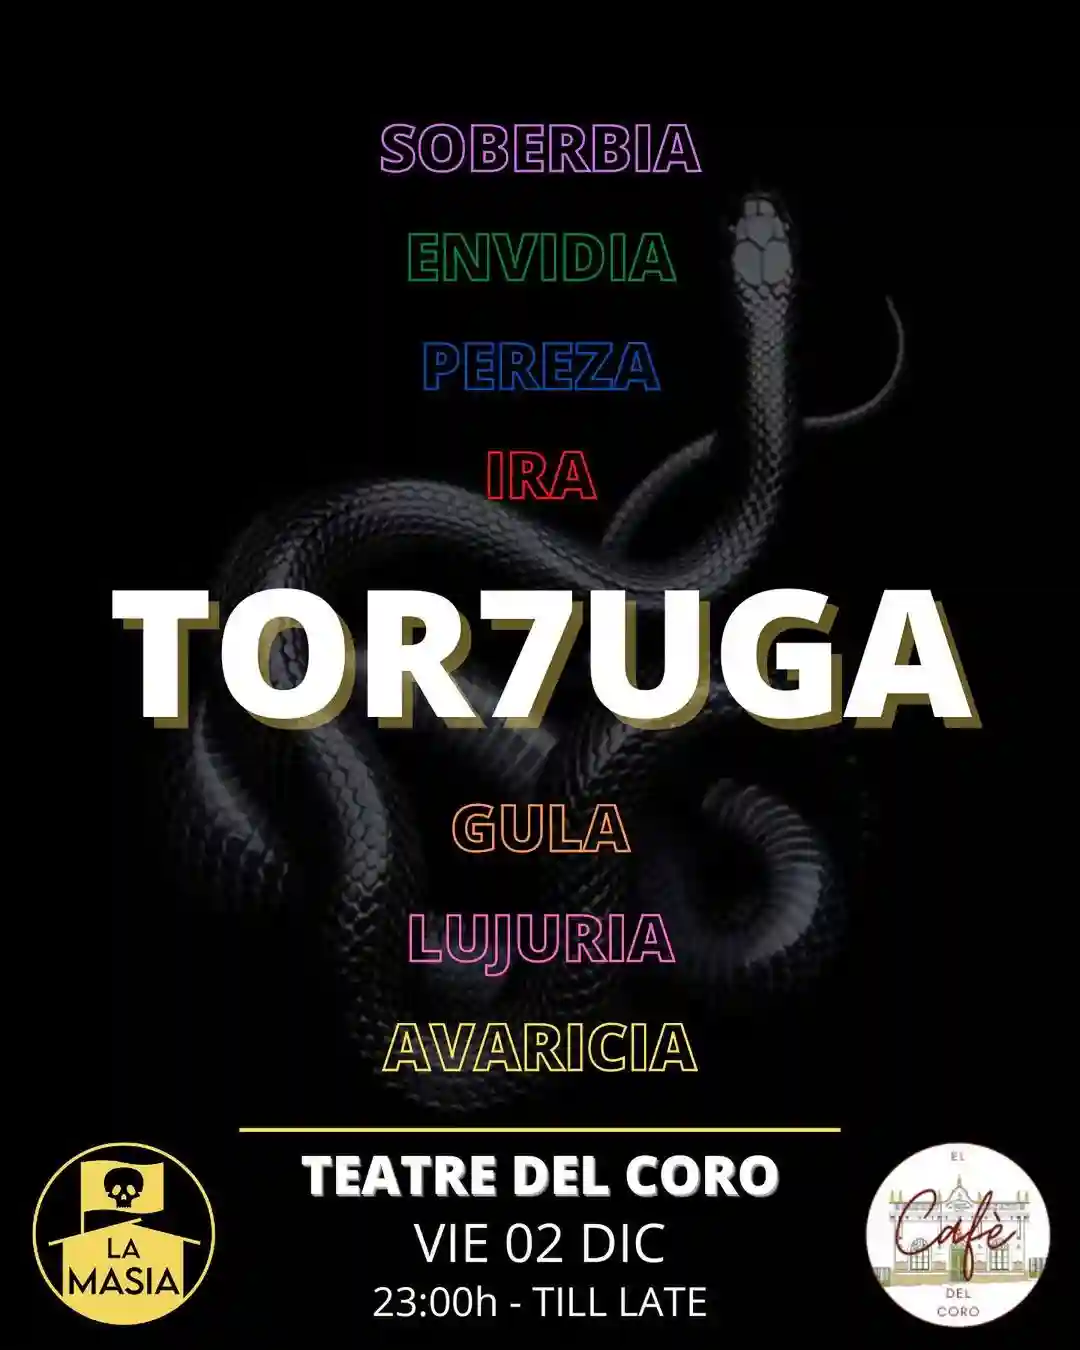 SOBERBIA
ENVIDIA
PEREZA
IRA
TOR7UGA
GULA
LUJURIA
AVARICIA
TEATRE DEL CORO
VIE 02 DIC
23:00h - TILL LATE
LA
MASIA
EL
Cafè
DEL
CORO